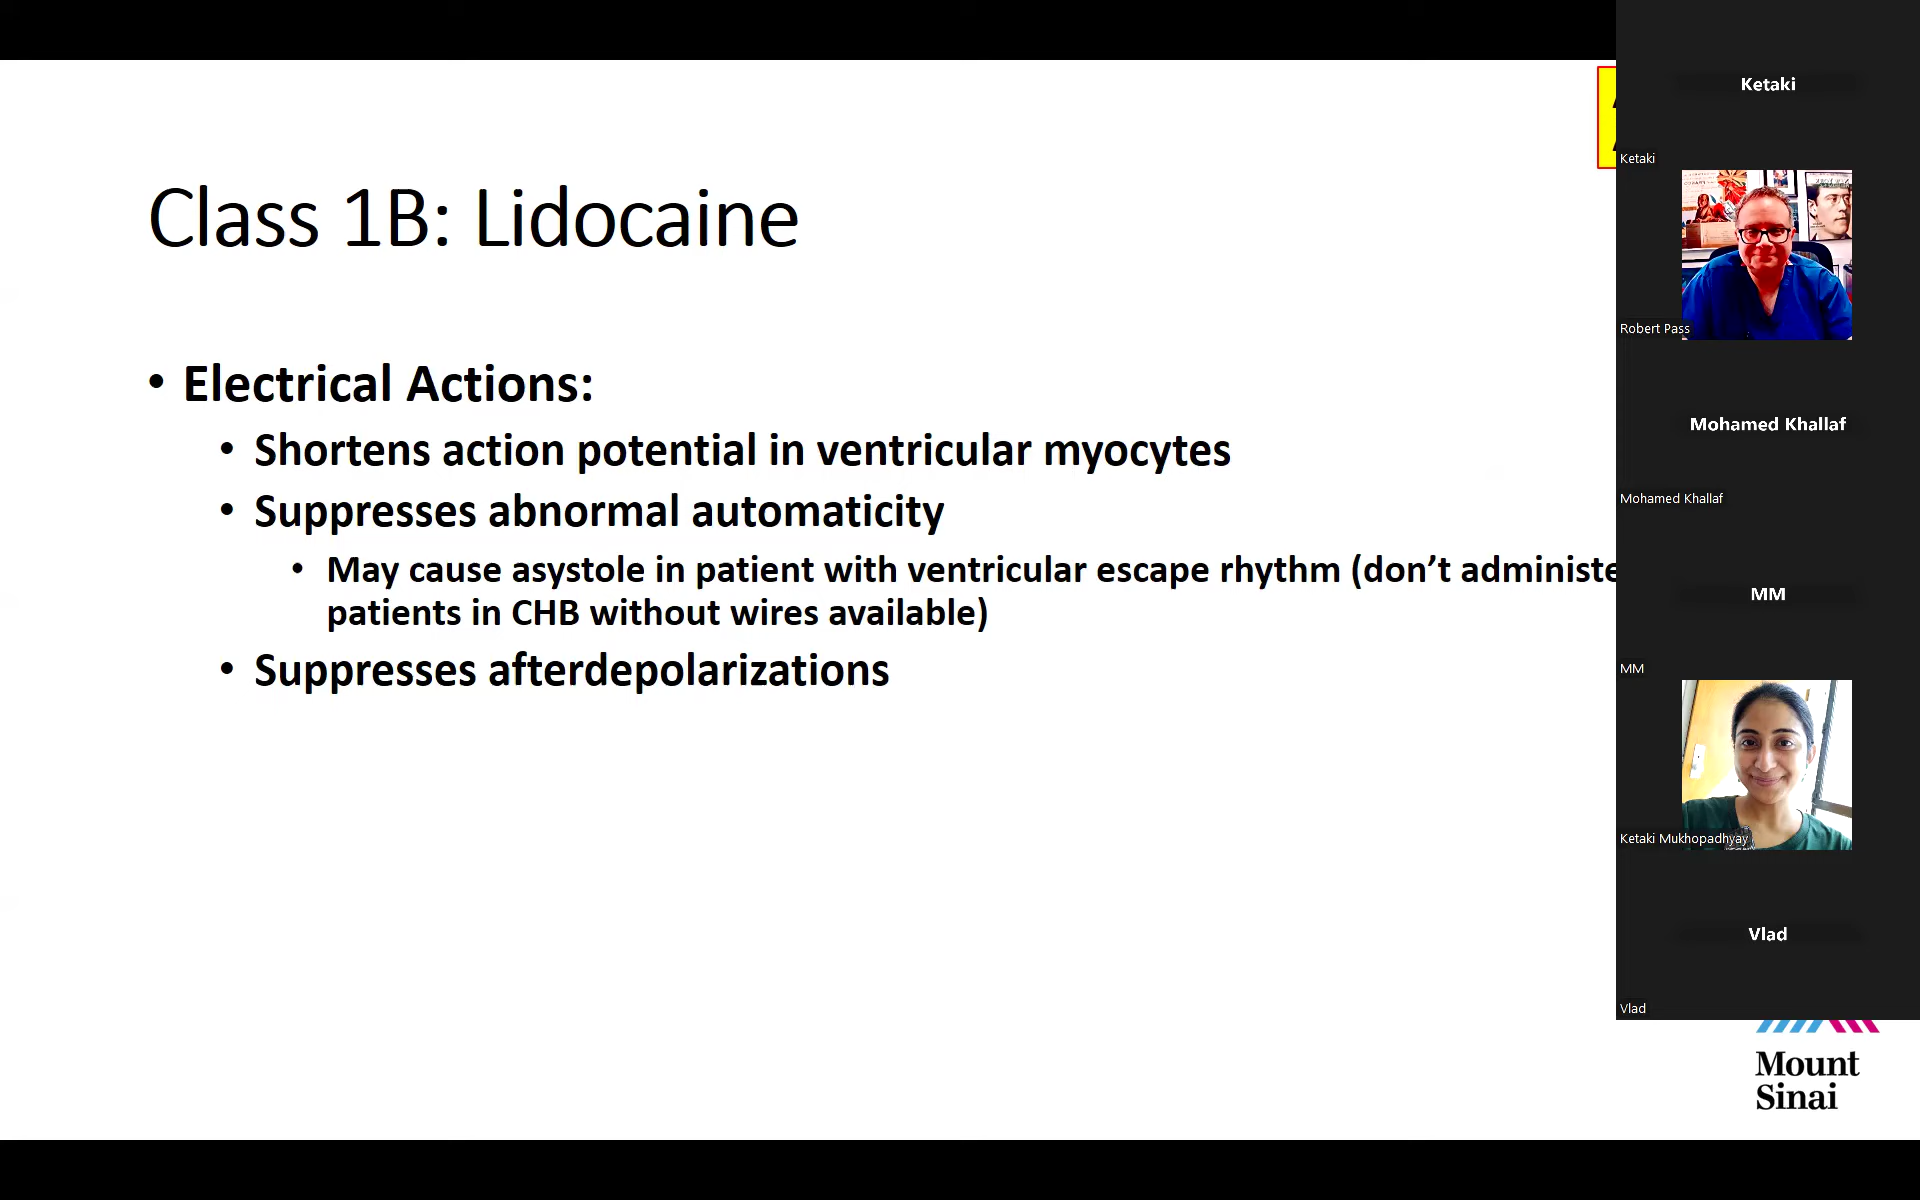 Class 1B: Lidocaine
• Electrical Actions:
• Shortens action potential in ventricular myocytes
• Suppresses abnormal automaticity
• May cause asystole in patient with ventricular escape rhythm (don’t administe
patients in CHB without wires available)
• Suppresses afterdepolarizations
Ketaki
Ketaki
Robert Pass
Mohamed Khallaf
Mohamed Khallaf
MM
MM
Ketaki Mukhopadhyay
Vlad
Vlad
Mount
Sinai